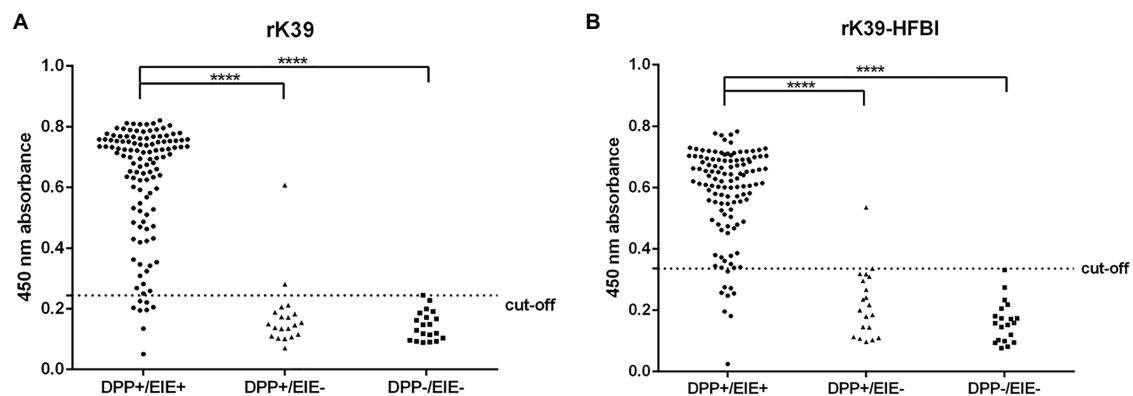 A
rK39
****
****
1.0
0.8
0.6
0.4
0.2
0.0
450 nm absorbance
cut-off
DPP+/EIE+ DPP+/EIE- DPP-/EIE-
B
rK39-HFBI
****
****
1.0
0.8
0.6
0.4
0.2
0.0
450 nm absorbance
cut-off
DPP+/EIE+ DPP+/EIE- DPP-/EIE-